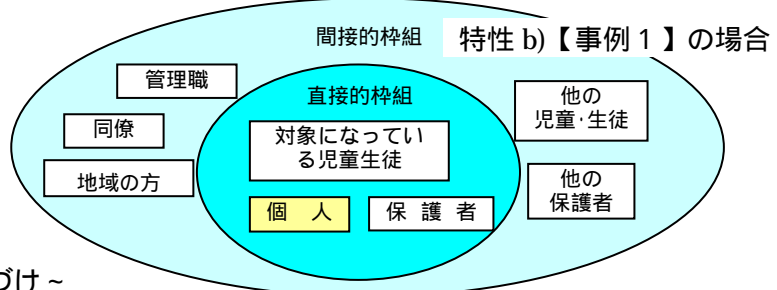 間接的枠組
特性 b)【事例１】の場合
管理職
直接的枠組
他の
児童･生徒
同僚
対象になってい
る児童生徒
地域の方
他の
保護者
個　人
保 護 者
づけ ~